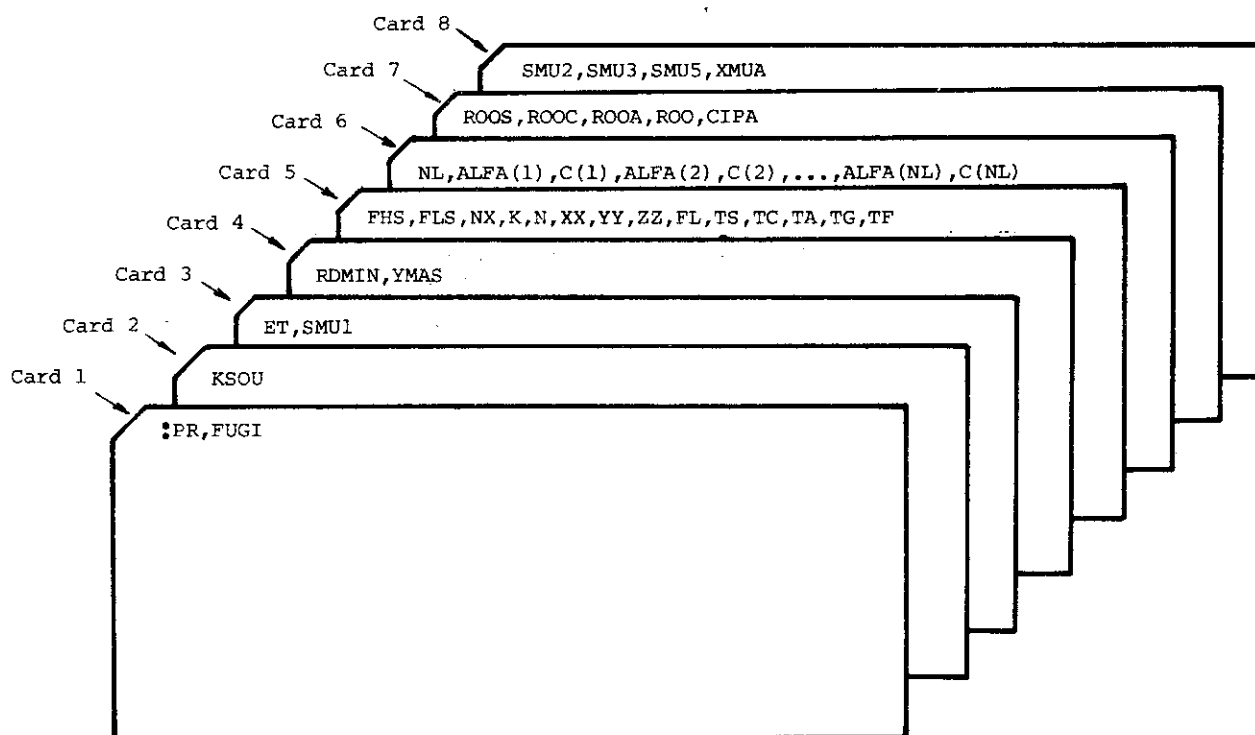 Card 8
SMU2,SMU3,SMU5,XMUA
Card 7
ROOS,ROOC,ROOA,ROO,CIPA
Card 6
NL,ALFA(1),C(1),ALFA(2),C(2),...,ALFA(NL),C(NL)
Card 5
FHS,FLS,NX,K,N,XX,YY,ZZ,FL,TS,TC,TA,TG,TF
Card 4
RDMIN,YMAS
Card 3
ET,SMU1
Card 2
KSOU
Card 1
:PR,FUGI